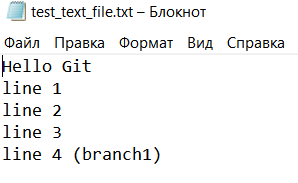 test_text_file.txt – Блокнот
Файл Правка Формат Вид Справка
Hello Git
line 1
line 2
line 3
line 4 (branch1)